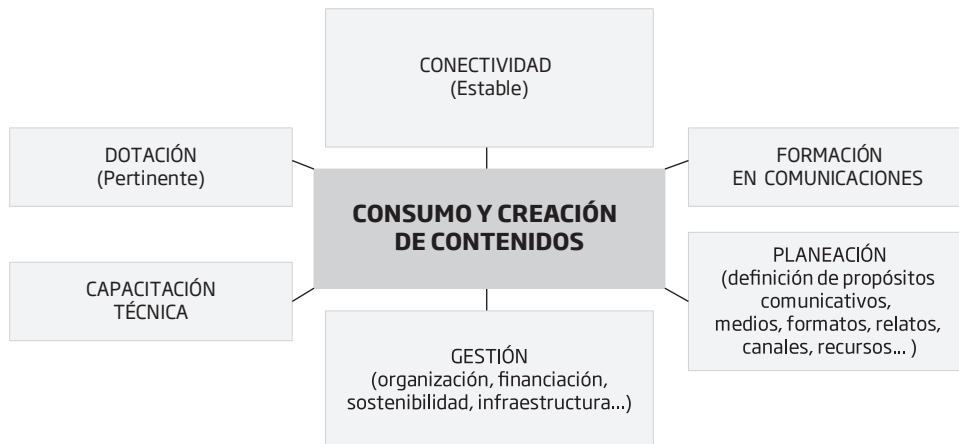 CONECTIVIDAD
(Estable)
DOTACIÓN
(Pertinente)
FORMACIÓN
EN COMUNICACIONES
CONSUMO Y CREACIÓN
DE CONTENIDOS
CAPACITACIÓN
TÉCNICA
PLANEACIÓN
(definición de propósitos
comunicativos,
medios, formatos, relatos,
canales, recursos... )
GESTIÓN
(organización, financiación,
sostenibilidad, infraestructura...)